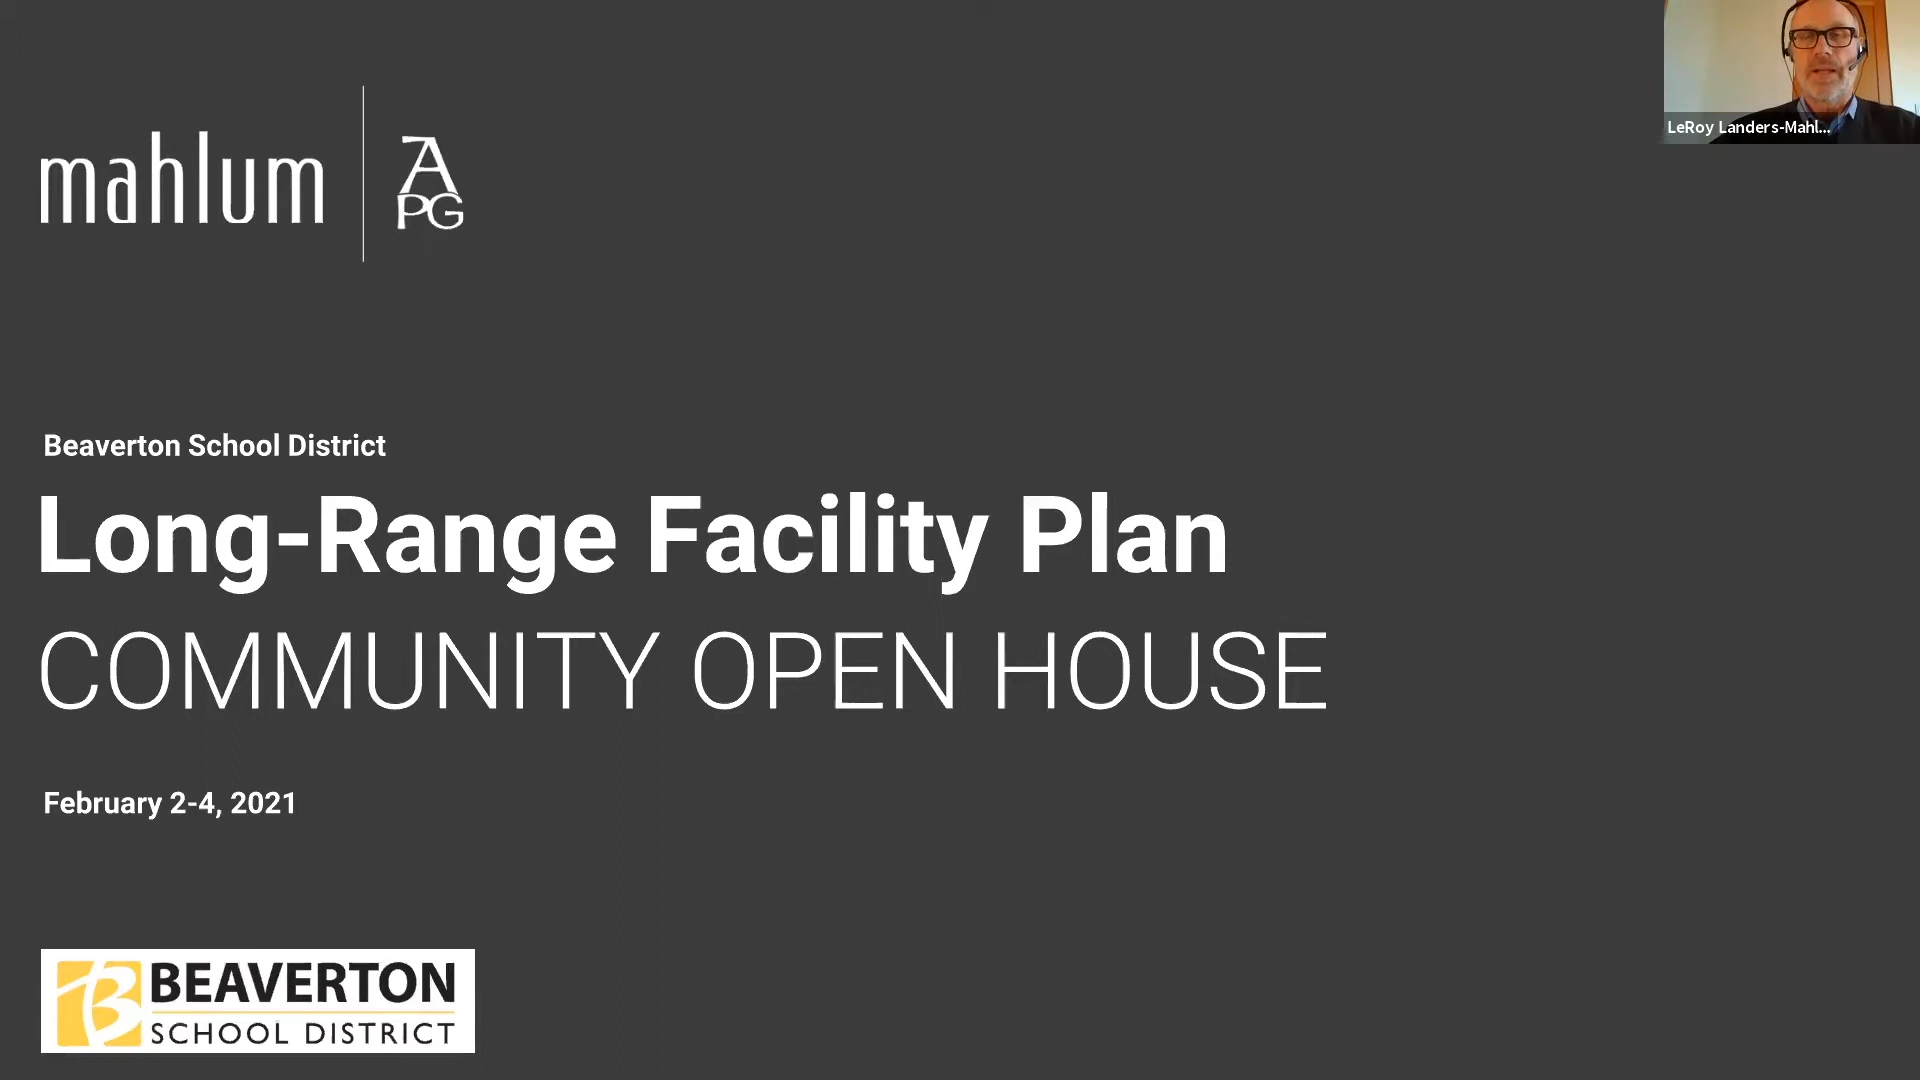 mahlum
A
PG
LeRoy Landers-Mahl...
Beaverton School District
Long-Range Facility Plan
COMMUNITY OPEN HOUSE
February 2-4, 2021
B BEAVERTON
SCHOOL DISTRICT